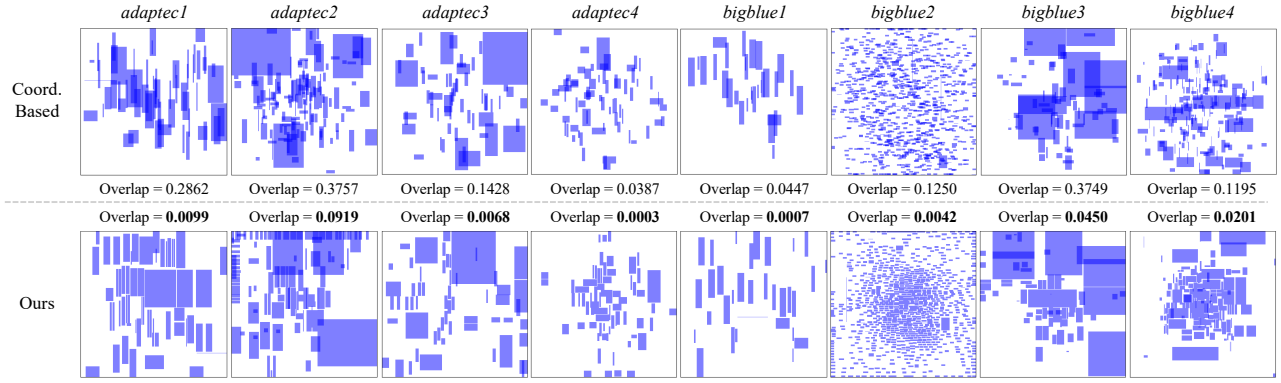 adaptec1 adaptec2 adaptec3 adaptec4 bigblue1 bigblue2 bigblue3 bigblue4
Coord.
Based
Overlap = 0.2862 Overlap = 0.3757 Overlap = 0.1428 Overlap = 0.0387 Overlap = 0.0447 Overlap = 0.1250 Overlap = 0.3749 Overlap = 0.1195
Overlap = 0.0099 Overlap = 0.0919 Overlap = 0.0068 Overlap = 0.0003 Overlap = 0.0007 Overlap = 0.0042 Overlap = 0.0450 Overlap = 0.0201
Ours